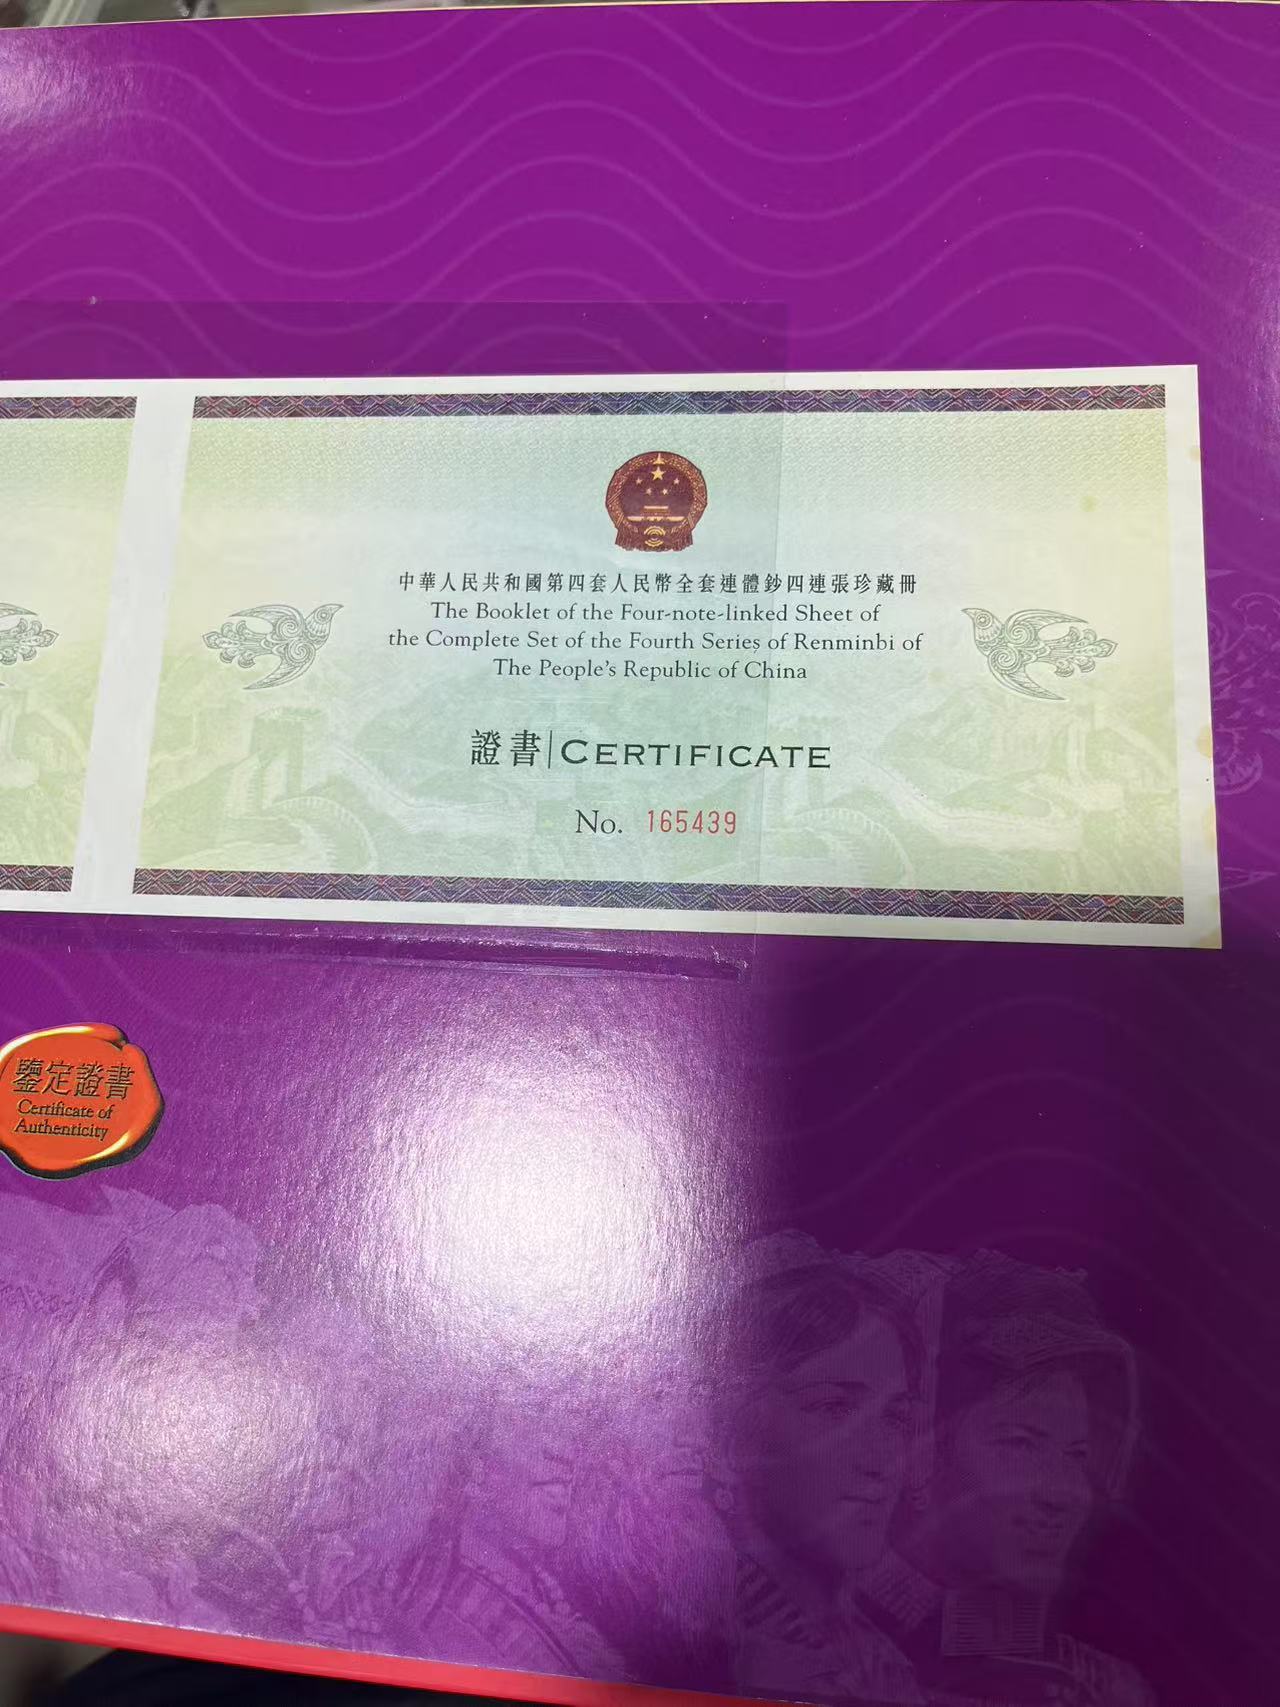 中華人民共和國第四套人民幣全套連體鈔四連張珍藏冊
The Booklet of the Four-note-linked Sheet of
the Complete Set of the Fourth Series of Renminbi of
The People's Republic of China
證書|CERTIFICATE
No. 165439
鑒定證書
Certificate of
Authenticity